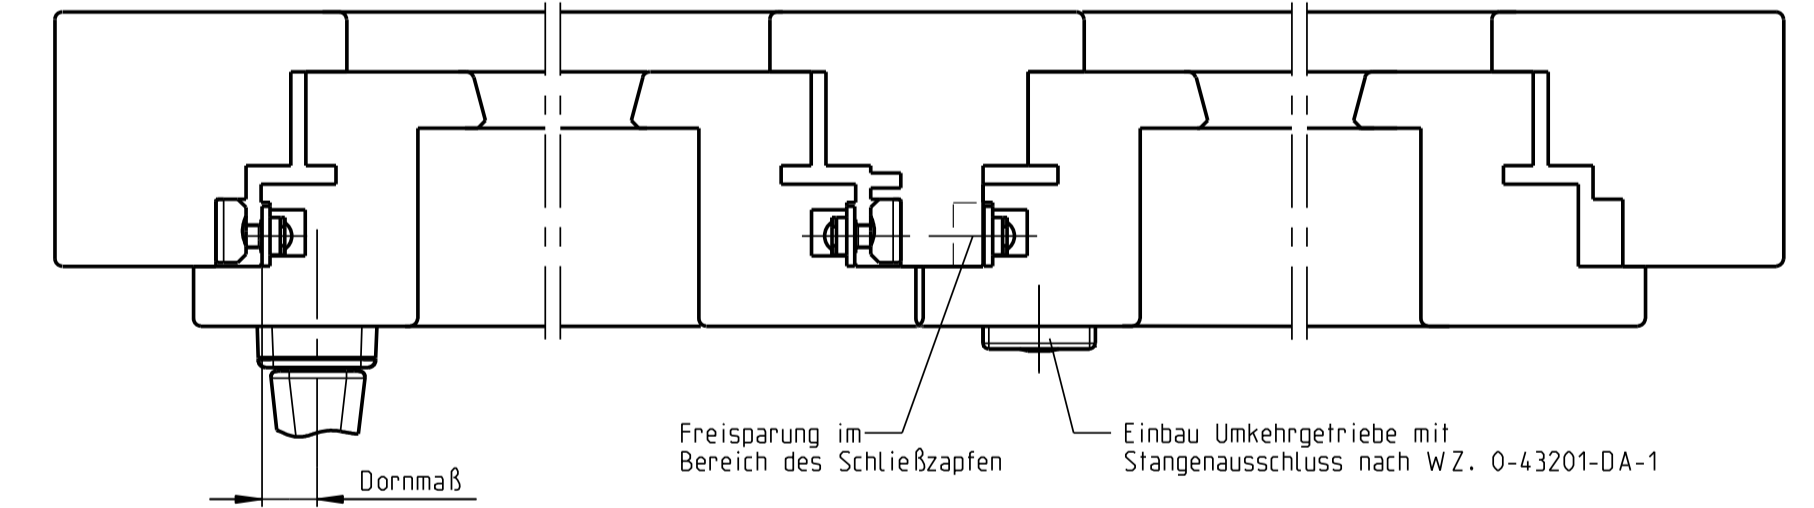 Freisparung im
Bereich des Schließzapfen
Einbau Umkehrgetriebe mit
Stangenausschluss nach WZ. 0-43201-DA-1
Dornmaß